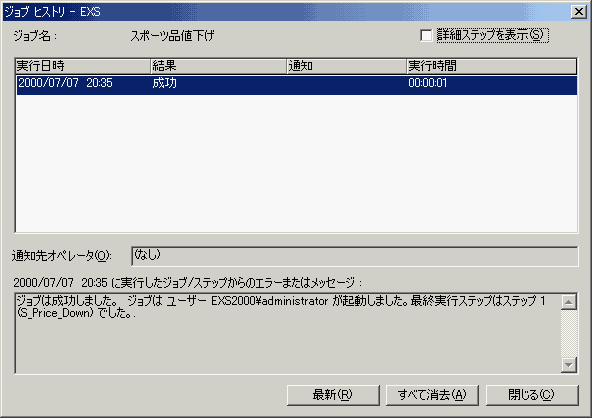 ジョブ ヒストリ - EXS
ジョブ名： スポーツ品値下げ 詳細ステップを表示(S)
実行日時 結果 通知 実行時間
2000/07/07 20:35 成功 00:00:01
通知先オペレータ(O): (なし)
2000/07/07 20:35 に実行したジョブ/ステップからのエラーまたはメッセージ：
ジョブは成功しました。 ジョブは ユーザー EXS2000¥administrator が起動しました。最終実行ステップはステップ 1
(S_Price_Down) でした。.
最新(R) すべて消去(A) 閉じる(C)